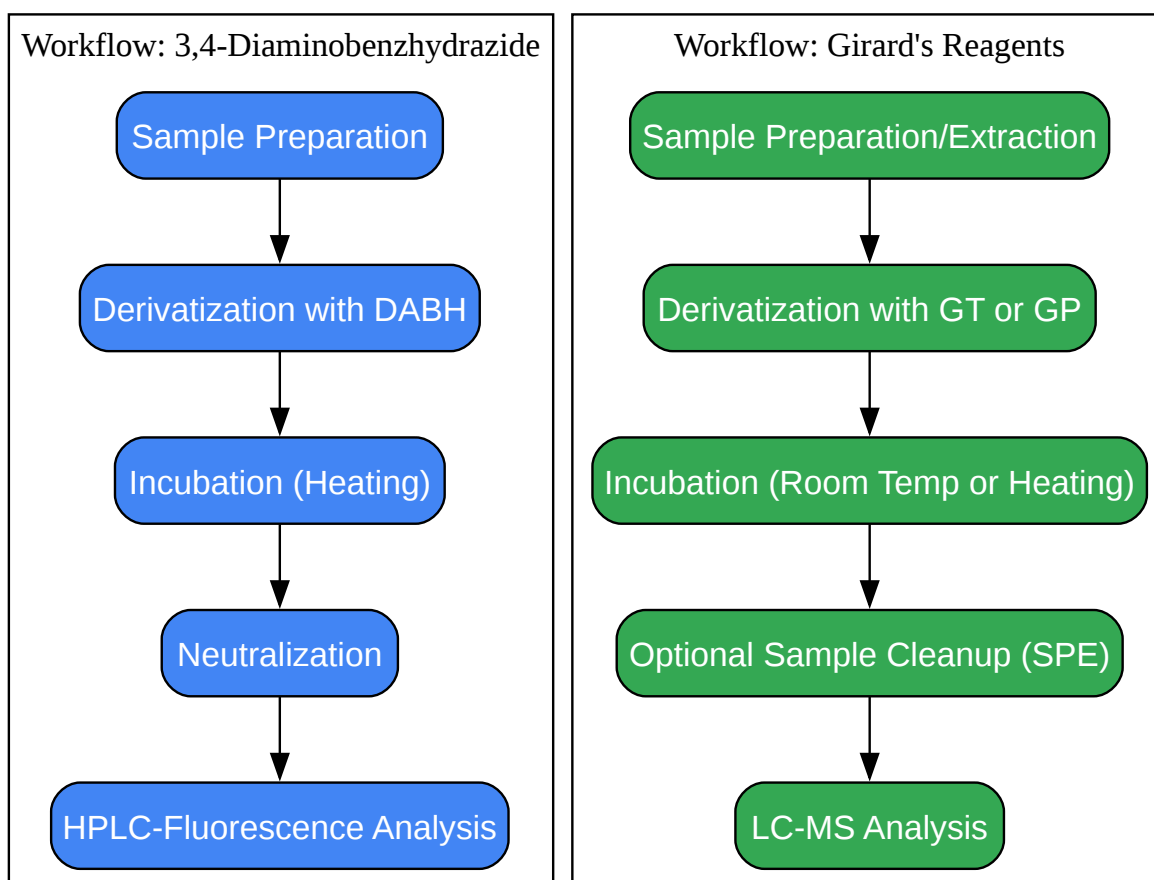 Workflow: 3,4-Diaminobenzhydrazide
Sample Preparation
Derivatization with DABH
Incubation (Heating)
Neutralization
HPLC-Fluorescence Analysis
Workflow: Girard's Reagents
Sample Preparation/Extraction
Derivatization with GT or GP
Incubation (Room Temp or Heating)
Optional Sample Cleanup (SPE)
LC-MS Analysis